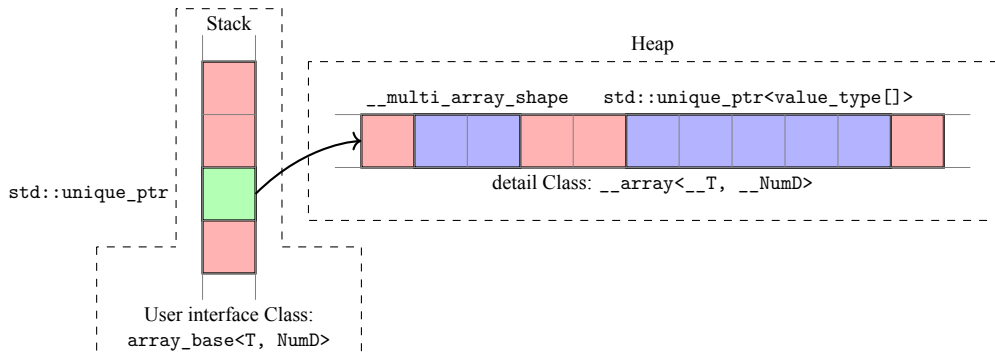 Stack
Heap
__multi_array_shape
std::unique_ptr<value_type[]>
std::unique_ptr
detail Class: __array<__T, __NumD>
User interface Class:
array_base<T, NumD>